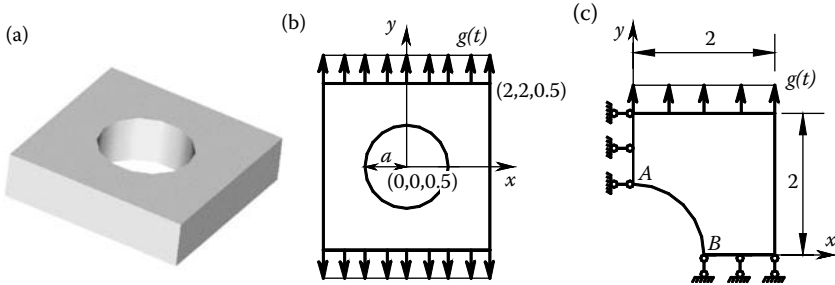 (a)
(b)
y
g(t)
(2,2,0.5)
a
(0,0,0.5)
x
(c)
y
2
g(t)
A
2
B
x